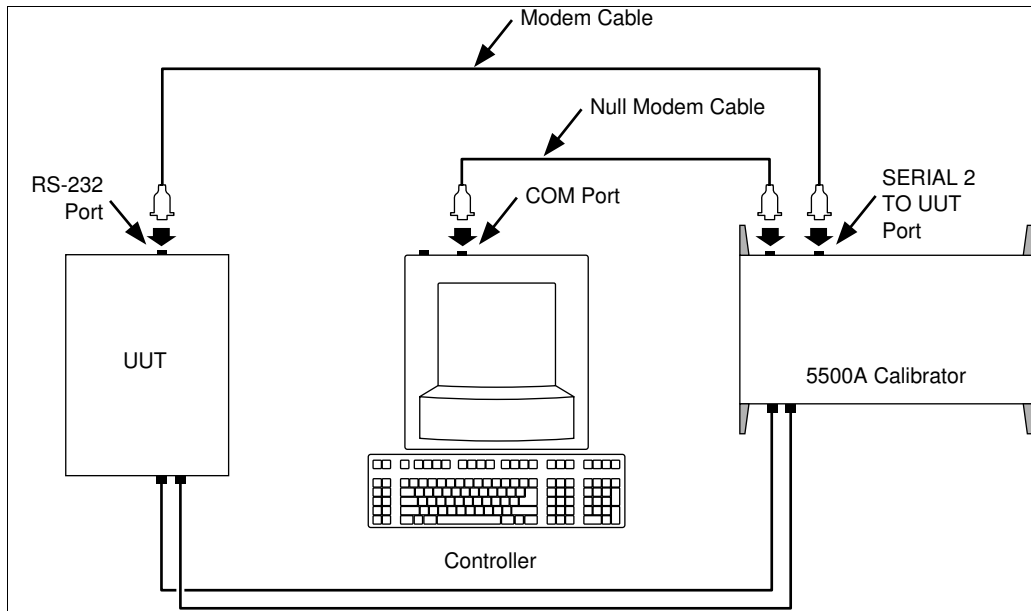 Modem Cable
Null Modem Cable
RS-232
Port
COM Port
SERIAL 2
TO UUT
Port
UUT
5500A Calibrator
Controller